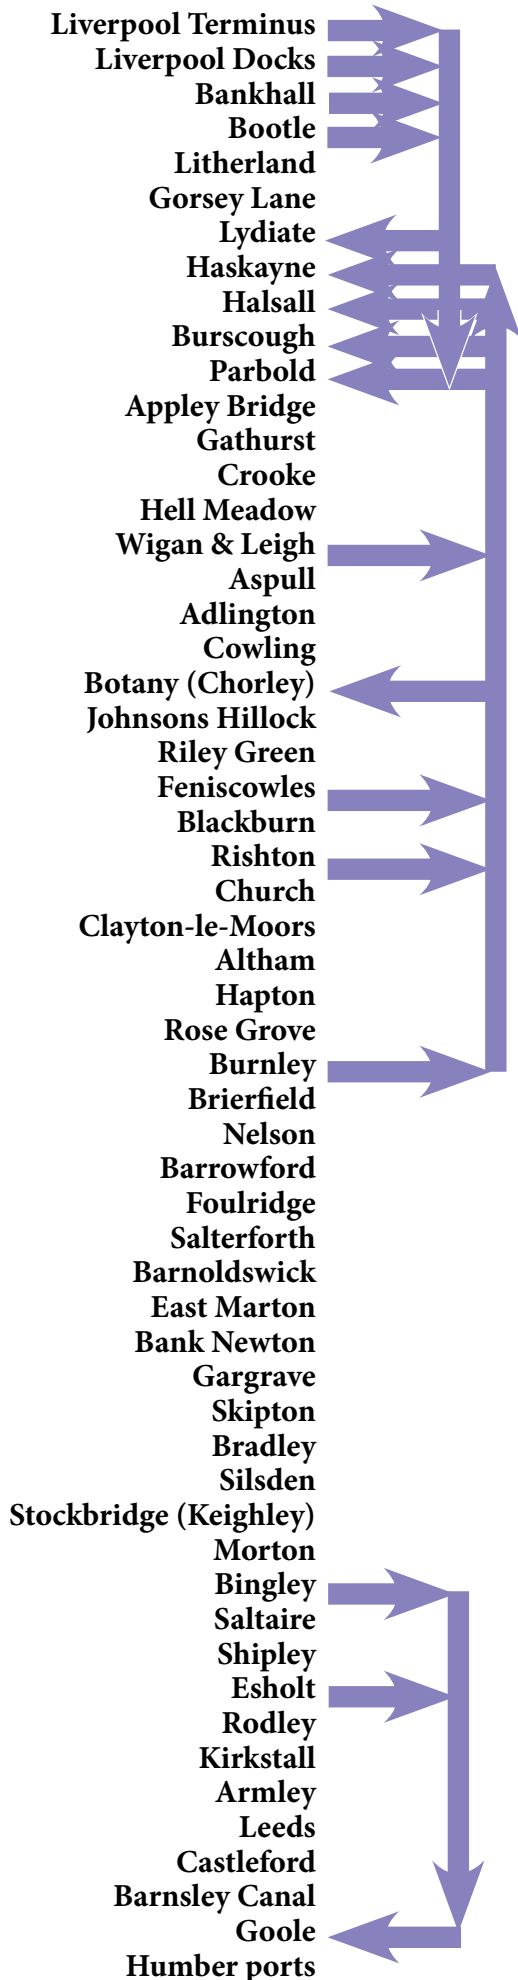 Liverpool Terminus
Liverpool Docks
Bankhall
Bootle
Litherland
Gorsey Lane
Lydiate
Haskayne
Halsall
Burscough
Parbold
Appley Bridge
Gathurst
Crooke
Hell Meadow
Wigan & Leigh
Aspull
Adlington
Cowling
Botany (Chorley)
Johnsons Hillock
Riley Green
Feniscowles
Blackburn
Rishton
Church
Clayton-le-Moors
Altham
Hapton
Rose Grove
Burnley
Brierfield
Nelson
Barrowford
Foulridge
Salterforth
Barnoldswick
East Marton
Bank Newton
Gargrave
Skipton
Bradley
Silsden
Stockbridge (Keighley)
Morton
Bingley
Saltaire
Shipley
Esholt
Rodley
Kirkstall
Armley
Leeds
Castleford
Barnsley Canal
Goole
Humber ports